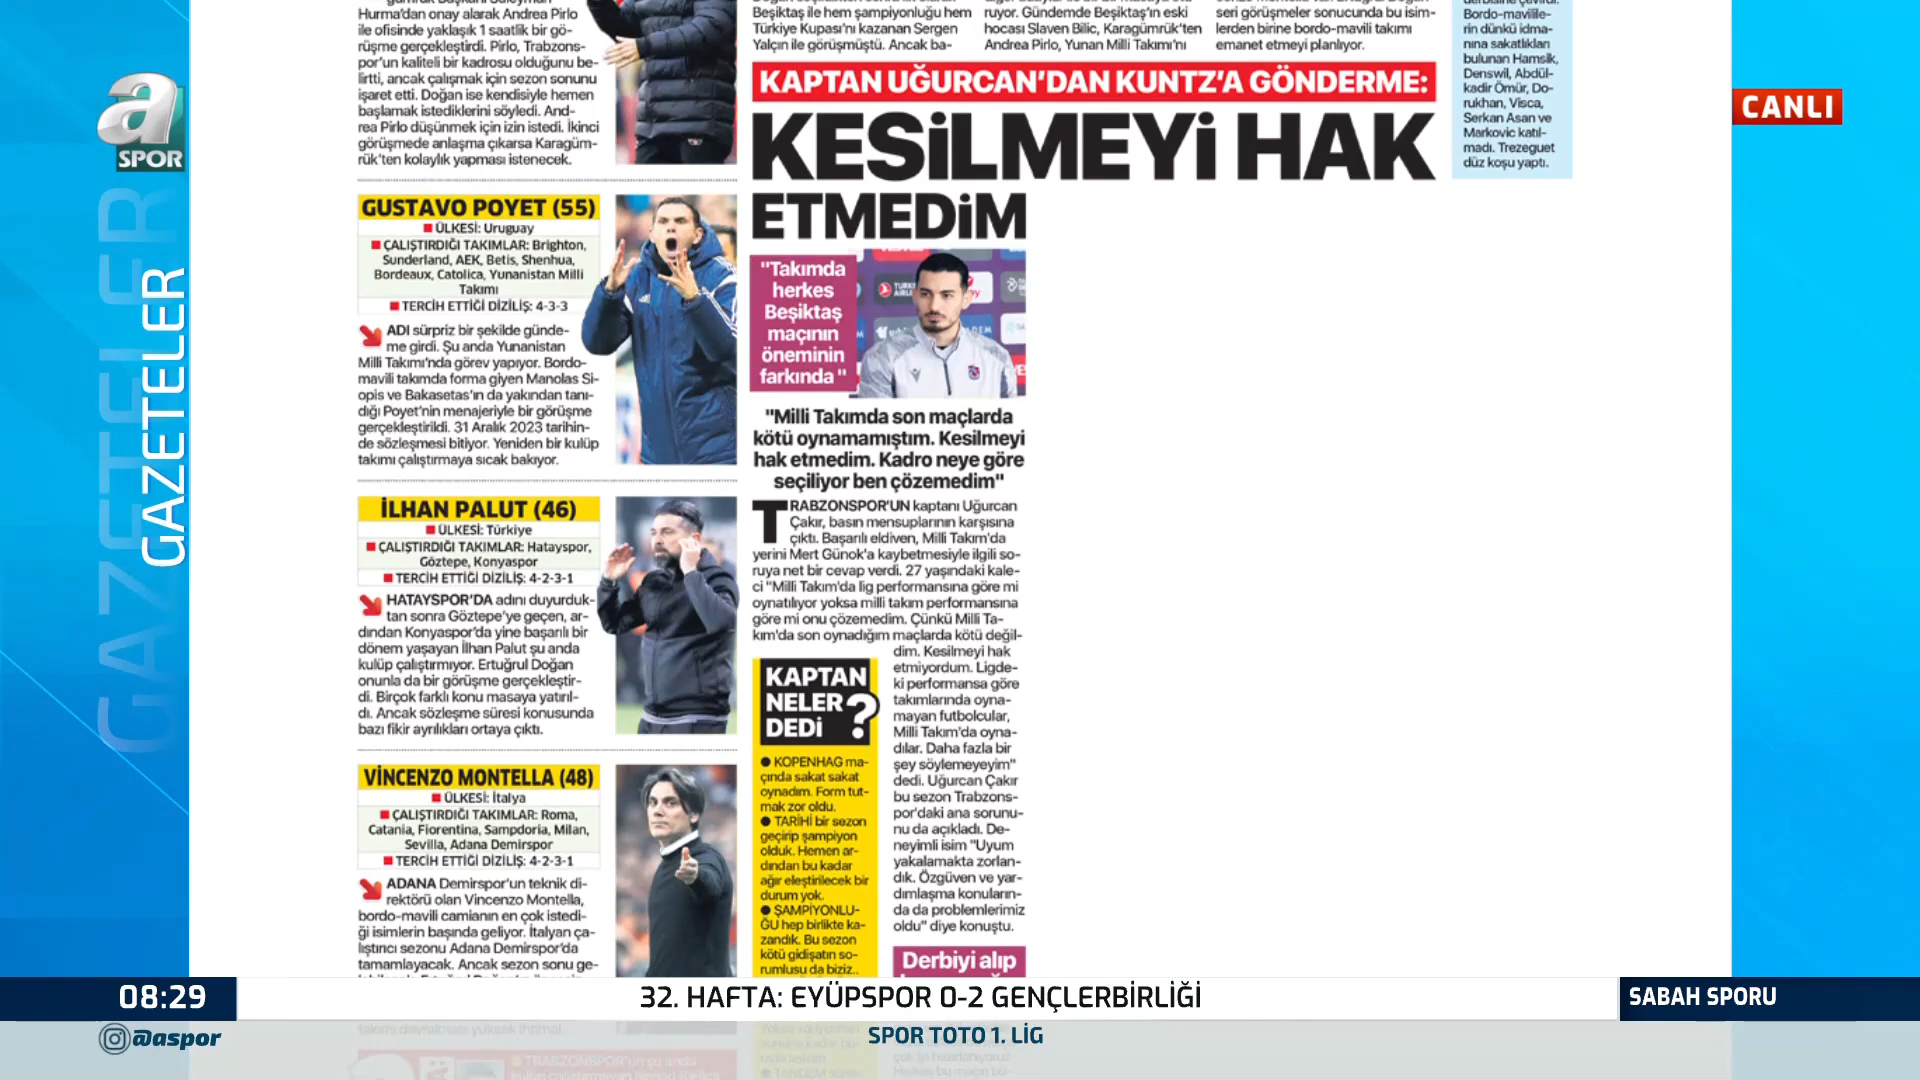 a
SPOR
GAZETELER
GAZETELER
Hurma'dan onay alarak Andrea Pirlo
ile ofisinde yaklaşık 1 saatlik bir gö-
rüşme gerçekleştirdi. Pirlo, Trabzons-
por'un kaliteli bir kadrosu olduğunu be-
lirtti, ancak çalışmak için sezon sonunu
işaret etti. Doğan ise kendisiyle hemen
başlamak istediklerini söyledi. And-
rea Pirlo düşünmek için izin istedi. İkinci
görüşmede anlaşma çıkarsa Karagüm-
rük'ten kolaylık yapması istenecek.
GUSTAVO POYET (55)
ÜLKESİ: Uruguay
ÇALIŞTIRDIĞI TAKIMLAR: Brighton,
Sunderland, AEK, Betis, Shenhua,
Bordeaux, Catolica, Yunanistan Milli
Takımı
TERCİH ETTİĞİ DİZİLİŞ: 4-3-3
ADI sürpriz bir şekilde günde-
me girdi. Şu anda Yunanistan
Milli Takımı'nda görev yapıyor. Bordo-
mavili takımda forma giyen Manolas Si-
opis ve Bakasetas'ın da yakından tanı-
dığı Poyet'nin menajeriyle bir görüşme
gerçekleştirildi. 31 Aralık 2023 tarihin-
de sözleşmesi bitiyor. Yeniden bir kulüp
takımı çalıştırmaya sıcak bakıyor.
İLHAN PALUT (46)
ÜLKESİ: Türkiye
ÇALIŞTIRDIĞI TAKIMLAR: Hatayspor,
Göztepe, Konyaspor
TERCİH ETTİĞİ DİZİLİŞ: 4-2-3-1
HATAYSPOR'DA adını duyurduk-
tan sonra Göztepe'ye geçen, ar-
dından Konyaspor'da yine başarılı bir
dönem yaşayan İlhan Palut şu anda
kulüp çalıştırmıyor. Ertuğrul Doğan
onunla da bir görüşme gerçekleştir-
di. Birçok farklı konu masaya yatırıl-
dı. Ancak sözleşme süresi konusunda
bazı fikir ayrılıkları ortaya çıktı.
VİNCENZO MONTELLA (48)
ÜLKESİ: İtalya
ÇALIŞTIRDIĞI TAKIMLAR: Roma,
Catania, Fiorentina, Sampdoria, Milan,
Sevilla, Adana Demirspor
TERCİH ETTİĞİ DİZİLİŞ: 4-2-3-1
ADANA Demirspor'un teknik di-
rektörü olan Vincenzo Montella,
bordo-mavili camianın en çok istedi-
ği isimlerin başında geliyor. İtalyan ça-
lıştırıcı sezonu Adana Demirspor'da
tamamlayacak. Ancak sezon sonu ge-
Beşiktaş ile hem şampiyonluğu hem
Türkiye Kupası'nı kazanan Sergen
Yalçın ile görüşmüştü. Ancak ba-
ruyor. Gündemde Beşiktaş'ın eski
hocası Slaven Bilic, Karagümrük'ten
Andrea Pirlo, Yunan Milli Takımı'nı
seri görüşmeler sonucunda bu isim-
lerden birine bordo-mavili takımı
emanet etmeyi planlıyor.
Bordo-mavilile-
rin dünkü idma-
nına sakatlıkları
bulunan Hamsik,
Denswil, Abdül-
kadir Ömür, Do-
rukhan, Visca,
Serkan Asan ve
Markovic katıl-
madı. Trezeguet
düz koşu yaptı.
KAPTAN UĞURCAN'DAN KUNTZ'A GÖNDERME:
KESİLMEYİ HAK
ETMEDİM
"Takımda
herkes
Beşiktaş
maçının
öneminin
farkında"
"Milli Takımda son maçlarda
kötü oynamamıştım. Kesilmeyi
hak etmedim. Kadro neye göre
seçiliyor ben çözemedim"
TRABZONSPOR'UN kaptanı Uğurcan
Çakır, basın mensuplarının karşısına
çıktı. Başarılı eldiven, Milli Takım'da
yerini Mert Günok'a kaybetmesiyle ilgili so-
ruya net bir cevap verdi. 27 yaşındaki kale-
ci "Milli Takım'da lig performansına göre mi
oynatılıyor yoksa milli takım performansına
göre mi onu çözemedim. Çünkü Milli Ta-
kım'da son oynadığım maçlarda kötü değil-
dim. Kesilmeyi hak
etmiyordum. Ligde-
ki performansa göre
takımlarında oyna-
mayan futbolcular,
Milli Takım'da oyna-
dılar. Daha fazla bir
şey söylemeyeyim"
dedi. Uğurcan Çakır
bu sezon Trabzons-
por'daki ana sorunu-
nu da açıkladı. De-
neyimli isim "Uyum
yakalamakta zorlan-
dık. Özgüven ve yar-
dımlaşma konuların-
da da problemlerimiz
oldu" diye konuştu.
Derbiyi alıp
KAPTAN
NELER
DEDİ ?
KOPENHAG ma-
çında sakat sakat
oynadım. Form tut-
mak zor oldu.
TARİHİ bir sezon
geçirip şampiyon
olduk. Hemen ar-
dından bu kadar
ağır eleştirilecek bir
durum yok.
ŞAMPİYONLU-
ĞU hep birlikte ka-
zandık. Bu sezon
kötü gidişatın so-
rumlusu da biziz..
CANLI
08:29
32. HAFTA: EYÜPSPOR 0-2 GENÇLERBİRLİĞİ
SABAH SPORU
@aspor
SPOR TOTO 1. LİG